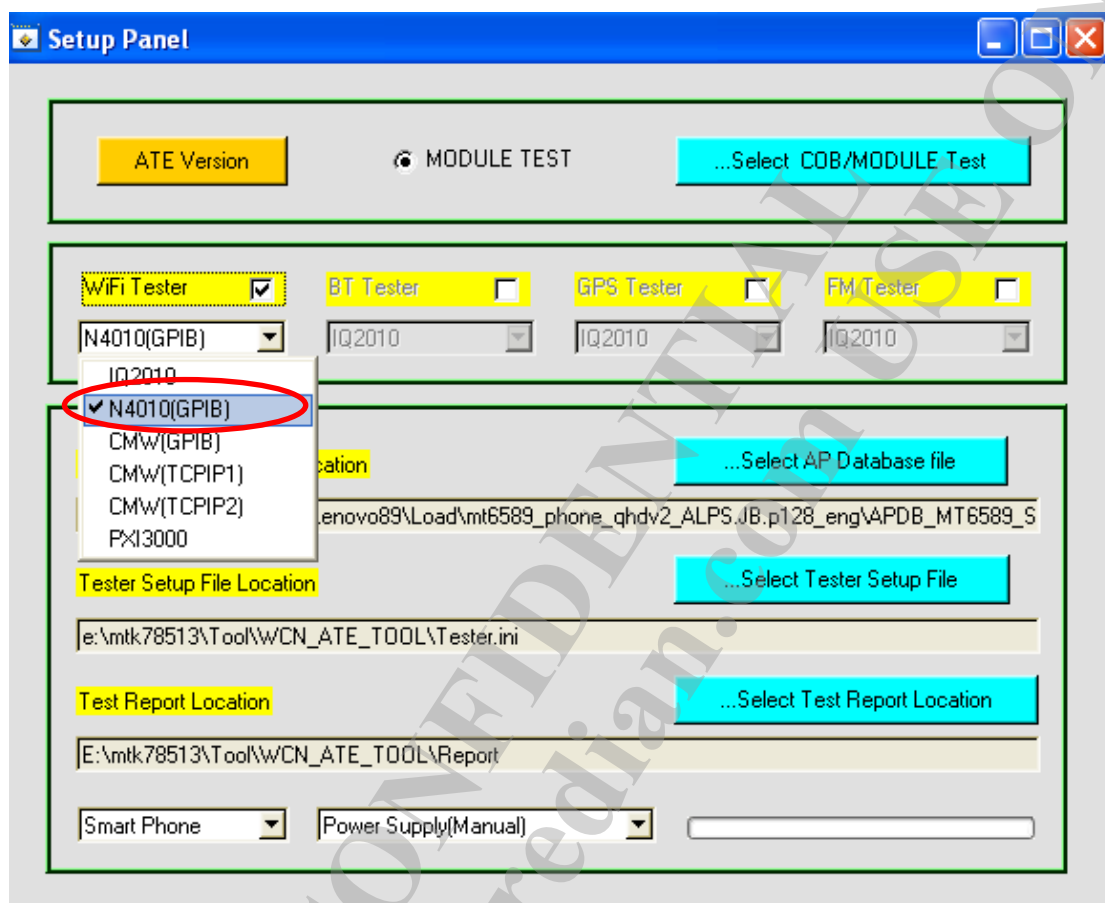 Setup Panel
ATE Version
MODULE TEST
...Select COB/MODULE Test
WiFi Tester
BT Tester
GPS Tester
FM Tester
N4010(GPIB)
IQ2010
IQ2010
IQ2010
IQ2010
N4010(GPIB)
CMW(GPIB)
CMW(TCPIP1)
CMW(TCPIP2)
PXI3000
...Select AP Database file
enovo89\Load\mt6589_phone_qhdv2_ALPS.JB.p128_eng\APDB_MT6589_S
Tester Setup File Location
...Select Tester Setup File
e:\mtk78513\Tool\WCN_ATE_TOOL\Tester.ini
Test Report Location
...Select Test Report Location
E:\mtk78513\Tool\WCN_ATE_TOOL\Report
Smart Phone
Power Supply(Manual)